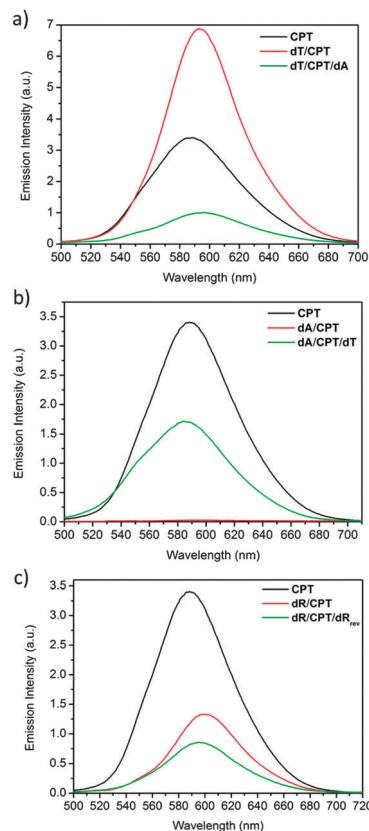 a)
7
6
5
4
3
2
1
0
Emission Intensity (a.u.)
CPT
dT/CPT
dT/CPT/dA
500 520 540 560 580 600 620 640 660 680 700
Wavelength (nm)
b)
3.5
3.0
2.5
2.0
1.5
1.0
0.5
0.0
Emission Intensity (a.u.)
CPT
dA/CPT
dA/CPT/dT
500 520 540 560 580 600 620 640 660 680 700
Wavelength (nm)
c)
3.5
3.0
2.5
2.0
1.5
1.0
0.5
0.0
Emission Intensity (a.u.)
CPT
dR/CPT
dR/CPT/dRrev
500 520 540 560 580 600 620 640 660 680 700 720
Wavelength (nm)